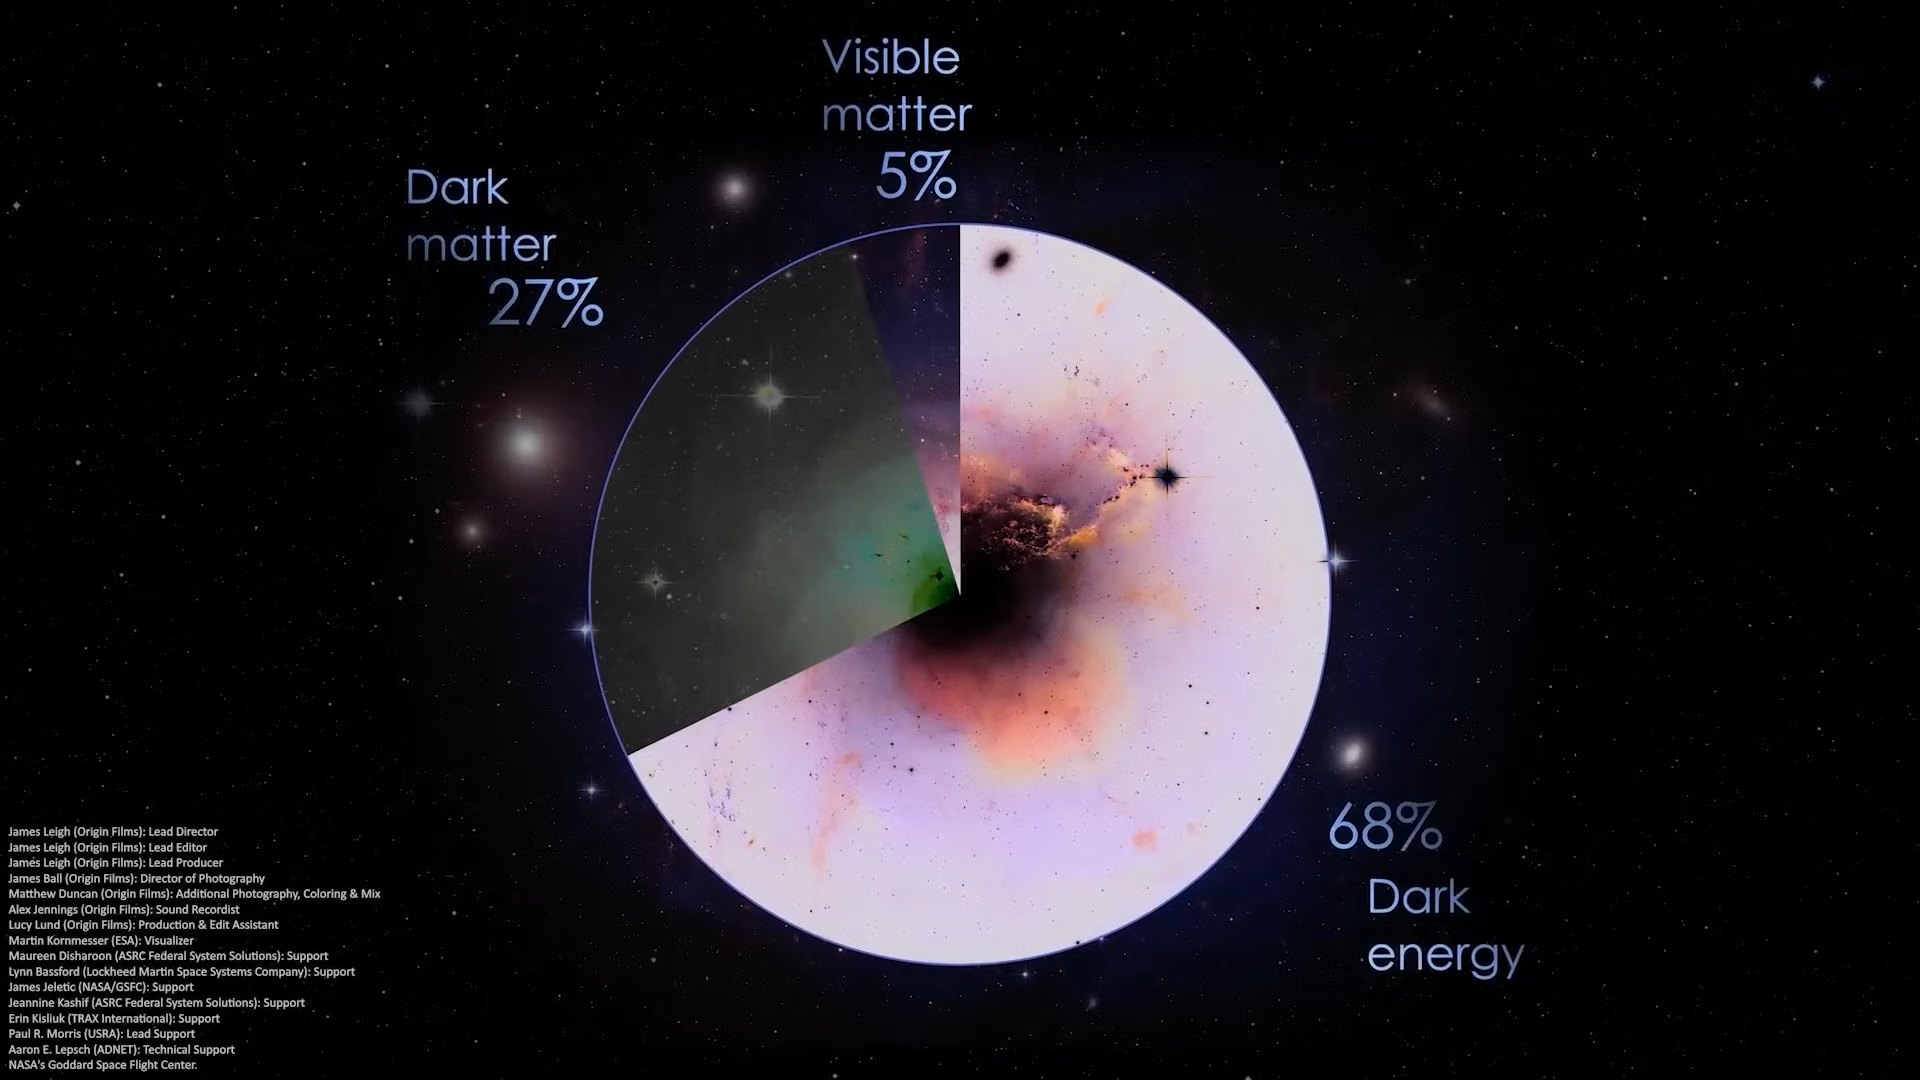 Visible
matter
5%
Dark
matter
27%
68%
Dark
energy
James Leigh (Origin Films): Lead Director
James Leigh (Origin Films): Lead Editor
James Leigh (Origin Films): Lead Producer
James Ball (Origin Films): Director of Photography
Matthew Duncan (Origin Films): Additional Photography, Coloring & Mix
Alex Jennings (Origin Films): Sound Recordist
Lucy Lund (Origin Films): Production & Edit Assistant
Martin Kornmesser (ESA): Visualizer
Maureen Disharoon (ASRC Federal System Solutions): Support
Lynn Bassford (Lockheed Martin Space Systems Company): Support
James Jeletic (NASA/GSFC): Support
Jeannine Kashif (ASRC Federal System Solutions): Support
Erin Kisliuk (TRAX International): Support
Paul R. Morris (USRA): Lead Support
Aaron E. Lepsch (ADNET): Technical Support
NASA's Goddard Space Flight Center.